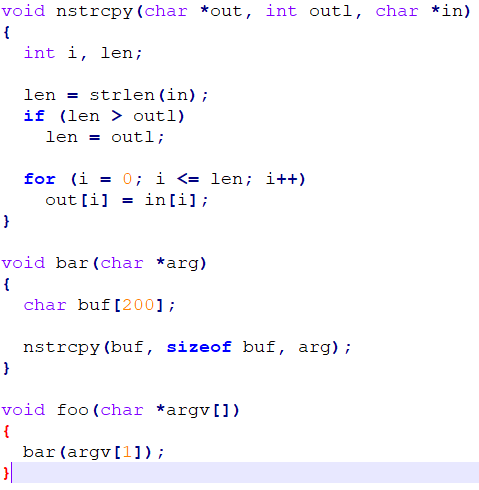 void nstrcpy(char *out, int outl, char *in)
{
  int i, len;

  len = strlen(in);
  if (len > outl)
    len = outl;

  for (i = 0; i <= len; i++)
    out[i] = in[i];
}

void bar(char *arg)
{
  char buf[200];

  nstrcpy(buf, sizeof buf, arg);
}

void foo(char *argv[])
{
  bar(argv[1]);
}